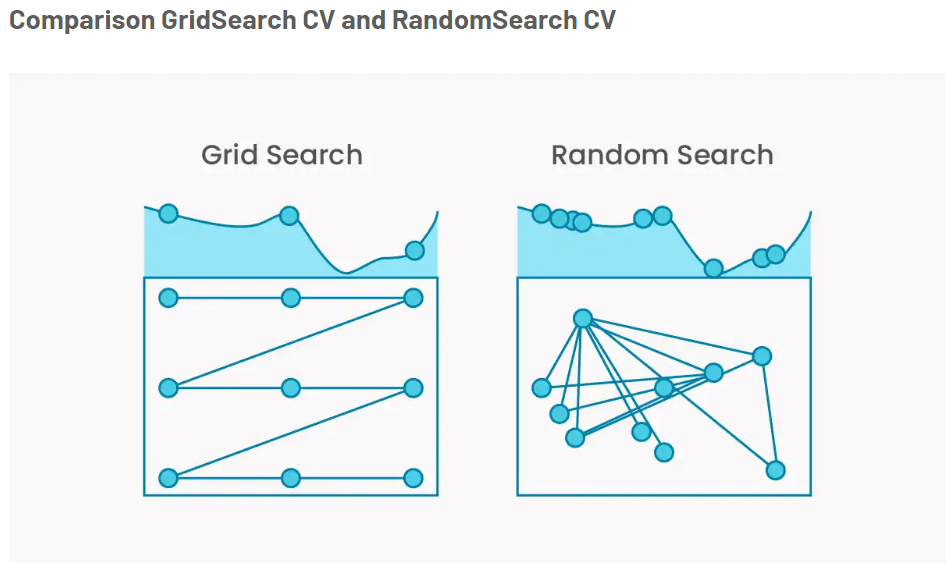 Comparison GridSearch CV and RandomSearch CV
Grid Search
Random Search